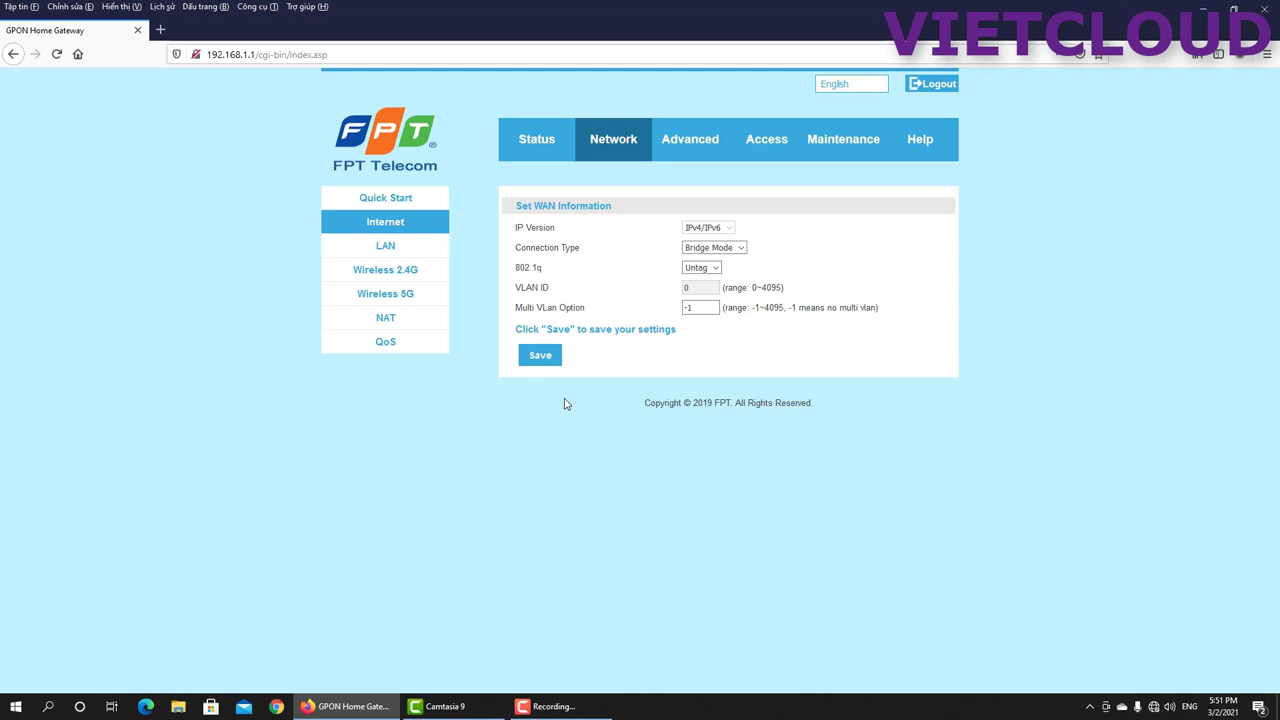 Tập tin (F) Chỉnh sửa (E) Hiển thị (V) Lịch sử Dấu trang (B) Công cụ (T) Trợ giúp (H)
VIETCLOUD
GPON Home Gateway
192.168.1.1/cgi-bin/index.asp
English
Logout
FPT
®
FPT Telecom
Status
Network
Advanced
Access
Maintenance
Help
Quick Start
Internet
LAN
Wireless 2.4G
Wireless 5G
NAT
QoS
Set WAN Information
IP Version IPv4/IPv6
Connection Type Bridge Mode
802.1q Untag
VLAN ID 0 (range: 0~4095)
Multi VLan Option -1 (range: -1~4095, -1 means no multi vlan)
Click "Save" to save your settings
Save
Copyright © 2019 FPT. All Rights Reserved.
GPON Home Gate...
Camtasia 9
Recording...
ENG
5:51 PM
3/2/2021
2